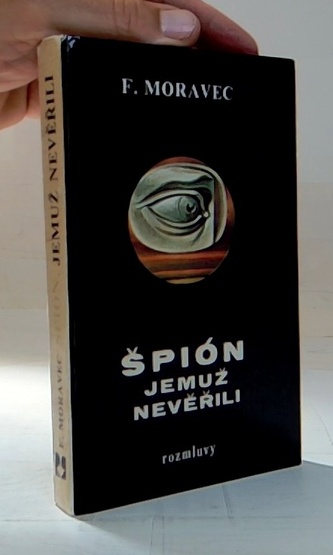 F. MORAVEC
ŠPIÓN
JEMUŽ
NEVĚŘILI
rozmluvy
F. MORAVEC ŠPIÓN JEMUŽ NEVĚŘILI